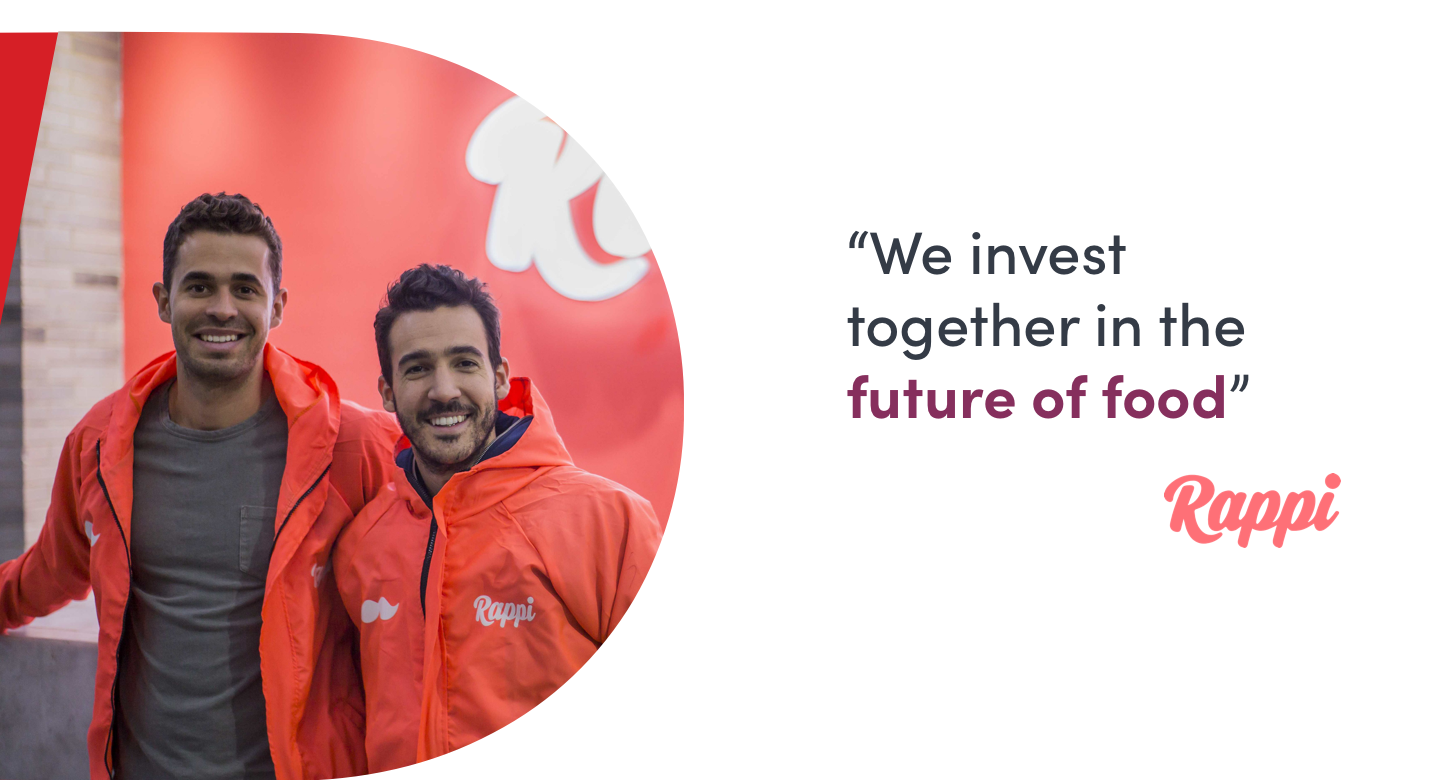 “We invest
together in the
future of food”
Rappi
Rappi